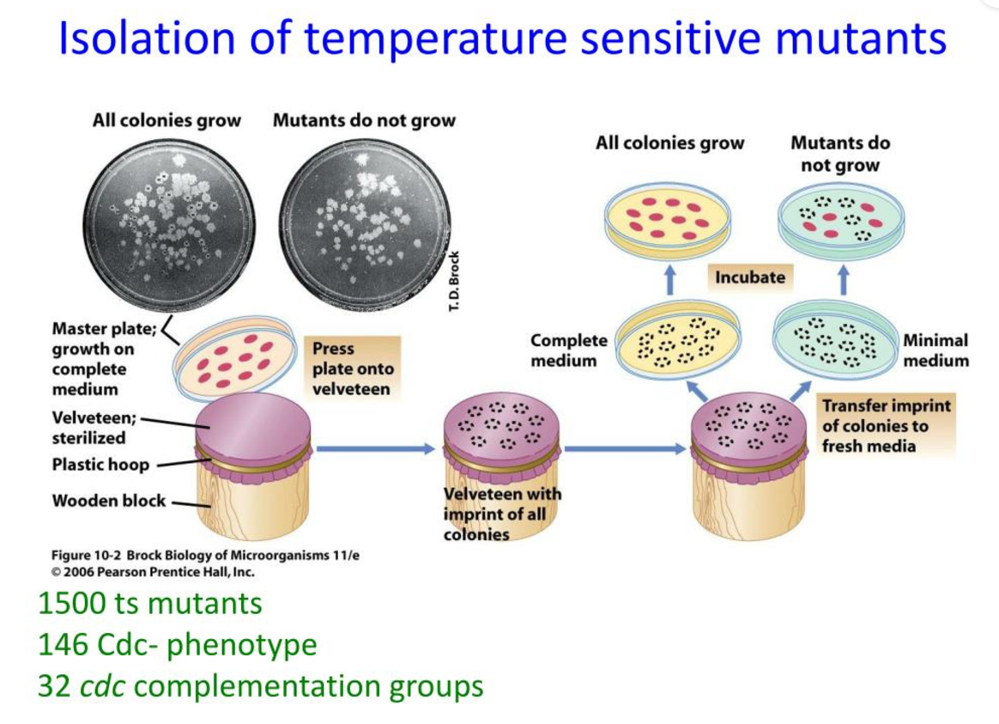 Isolation of temperature sensitive mutants
All colonies grow
Mutants do not grow
T. D. Brock
Master plate;
growth on
complete
medium
Press
plate onto
velveteen
Velveteen;
sterilized
Plastic hoop
Wooden block
Velveteen with
imprint of all
colonies
All colonies grow
Mutants do
not grow
Incubate
Complete
medium
Minimal
medium
Transfer imprint
of colonies to
fresh media
Figure 10-2 Brock Biology of Microorganisms 11/e
© 2006 Pearson Prentice Hall, Inc.
1500 ts mutants
146 Cdc- phenotype
32 cdc complementation groups